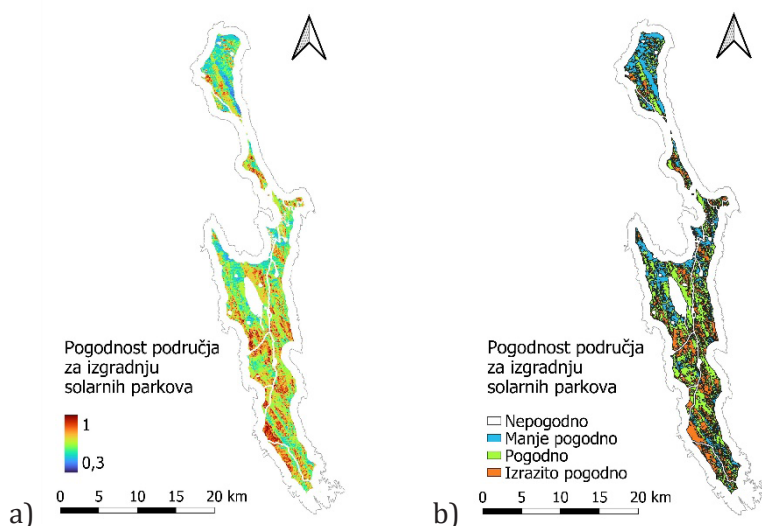 Pogodnost područja
za izgradnju
solarnih parkova
1
0,3
0 5 10 15 20 km
a)
Pogodnost područja
za izgradnju
solarnih parkova
Nepogodno
Manje pogodno
Pogodno
Izrazito pogodno
0 5 10 15 20 km
b)